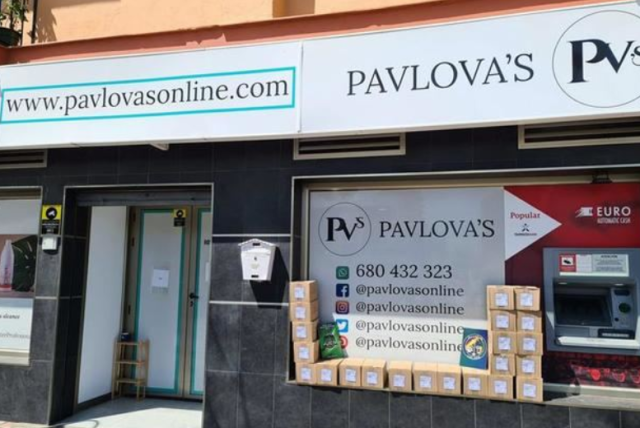 www.pavlovasonline.com
PAVLOVA'S
PVS
PVS PAVLOVA'S
680 432 323
@pavlovasonline
@pavlovasonline
@pavlovasonline
@pavlovasonline
Popular
EURO
AUTOMATIC CASH